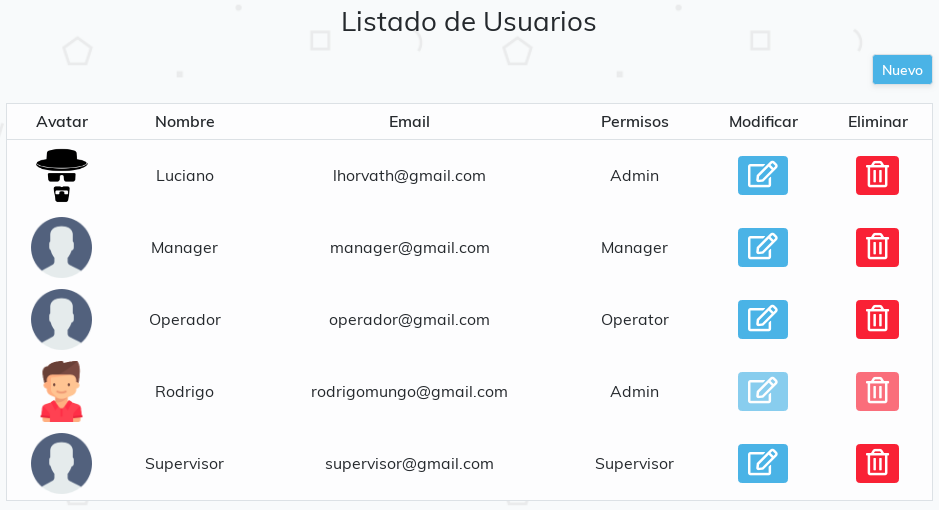 Listado de Usuarios
Nuevo
Avatar Nombre Email Permisos Modificar Eliminar
Luciano lhorvath@gmail.com Admin
Manager manager@gmail.com Manager
Operador operador@gmail.com Operator
Rodrigo rodrigomungo@gmail.com Admin
Supervisor supervisor@gmail.com Supervisor